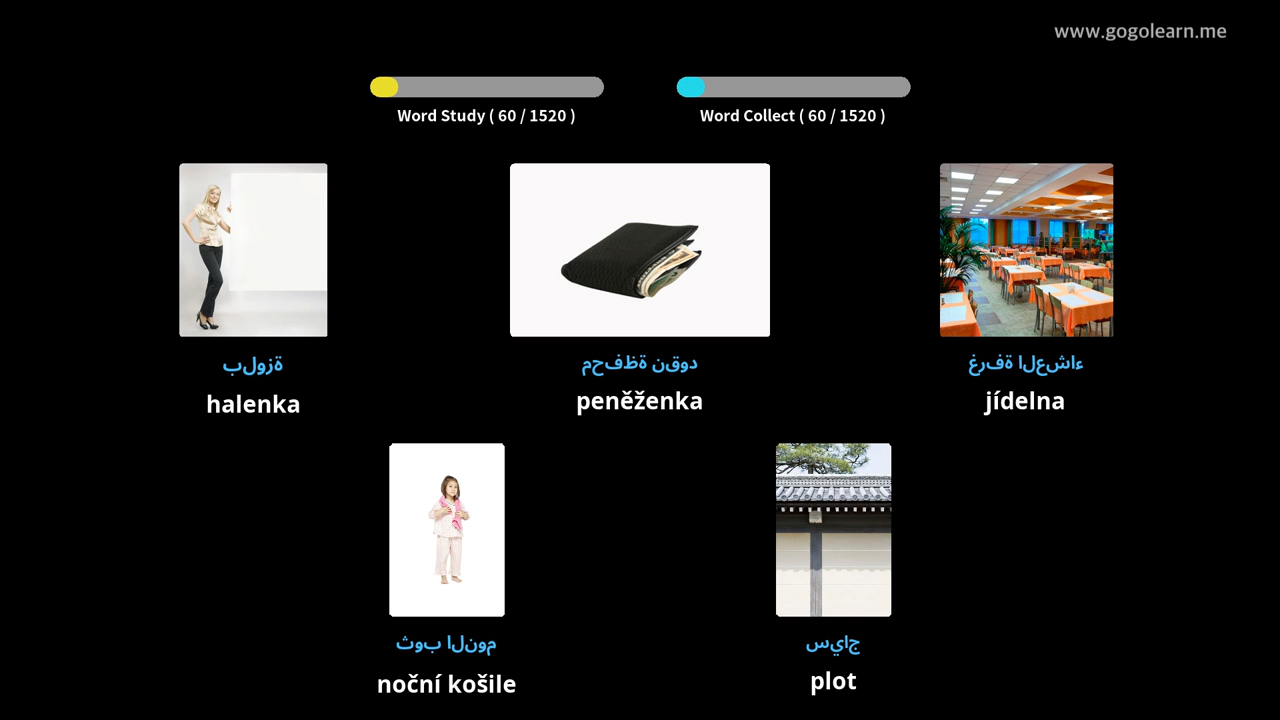 www.gogolearn.me
Word Study ( 60 / 1520 )
Word Collect ( 60 / 1520 )
بلوزة
محفظة نقود
غرفة العشاء
halenka
peněženka
jídelna
ثوب النوم
سياج
noční košile
plot